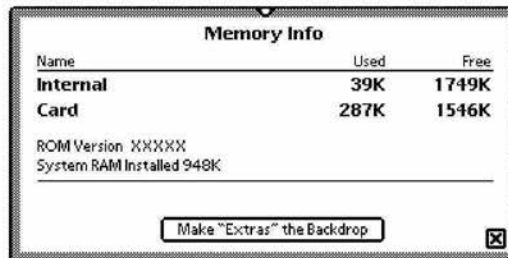 Memory Info
Name Used Free
Internal 39K 1749K
Card 287K 1546K
ROM Version XXXXX
System RAM Installed 948K
Make "Extras" the Backdrop